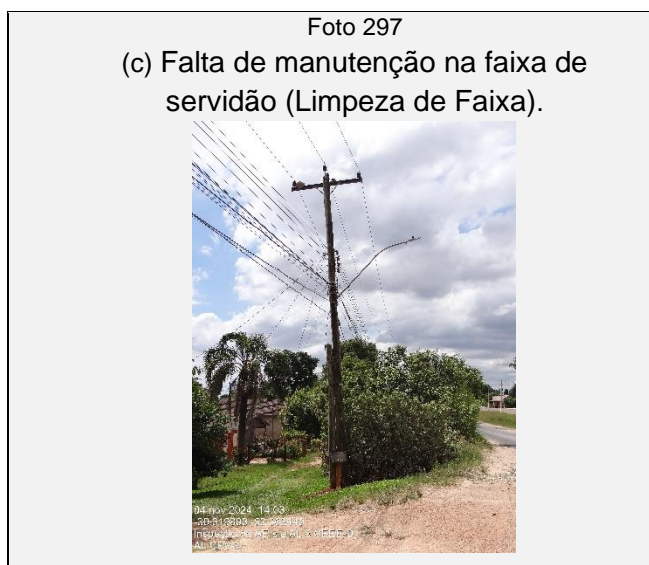 Foto 297
(c) Falta de manutenção na faixa de
servidão (Limpeza de Faixa).
04 nov 2024 14:03